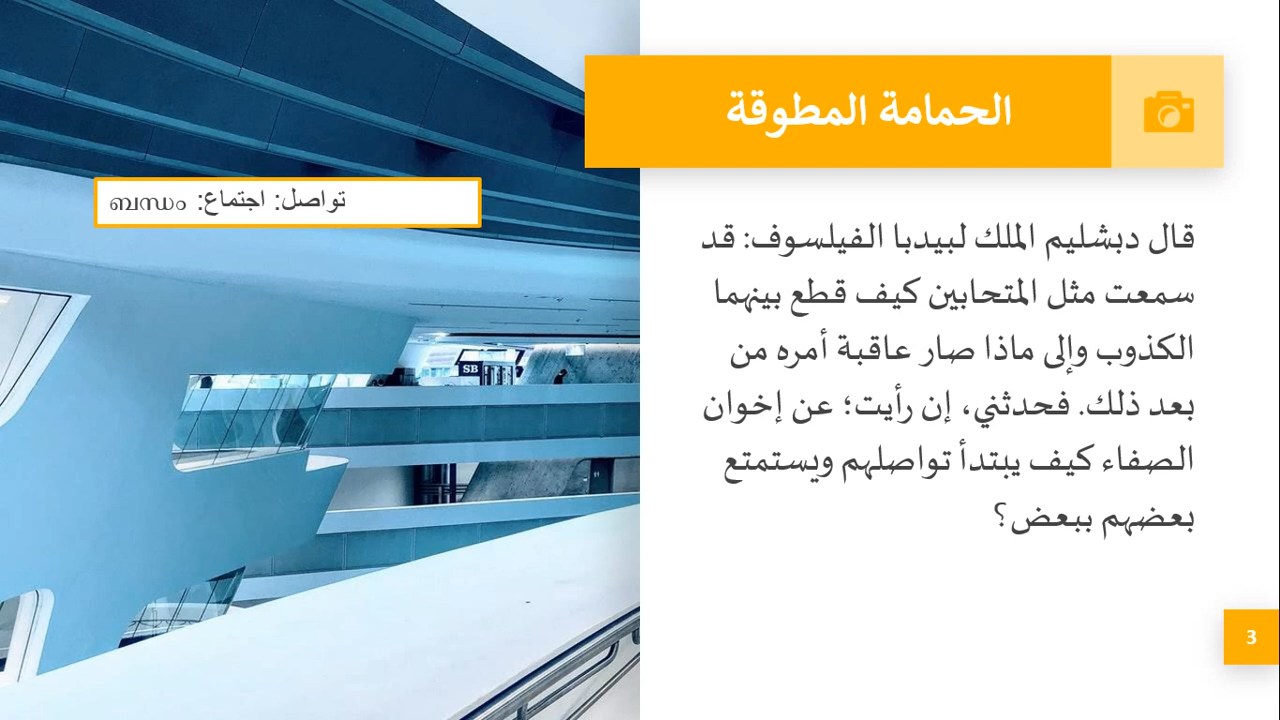 الحمامة المطوقة
تواصل: اجتماع: ബന്ധം
قال دبشليم الملك لبيدبا الفيلسوف: قد
سمعت مثل المتحابين كيف قطع بينهما
الكذوب وإلى ماذا صار عاقبة أمره من
بعد ذلك. فحدثني، إن رأيت؛ عن إخوان
الصفاء كيف يبتدأ تواصلهم ويستمتع
بعضهم ببعض؟
SB
3